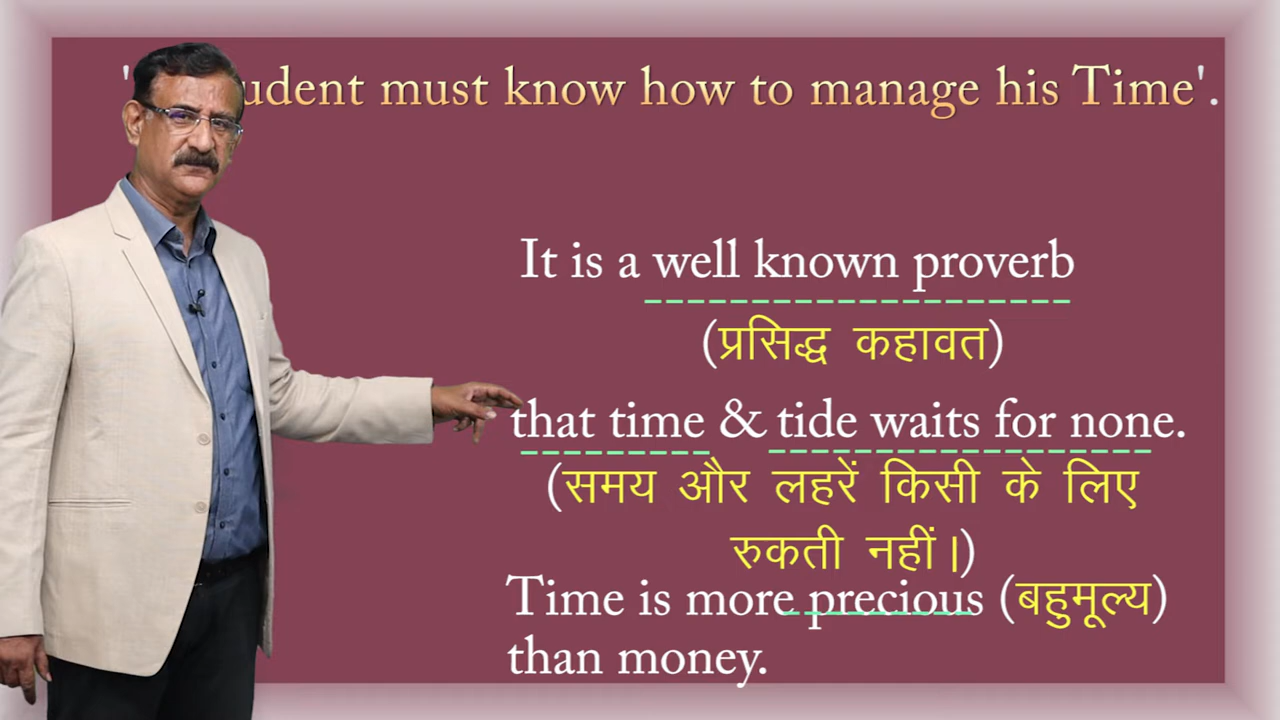 ' udent must know how to manage his Time'.
It is a well known proverb
(प्रसिद्ध कहावत)
that time & tide waits for none.
(समय और लहरें किसी के लिए
रुकती नहीं।)
Time is more precious (बहुमूल्य)
than money.